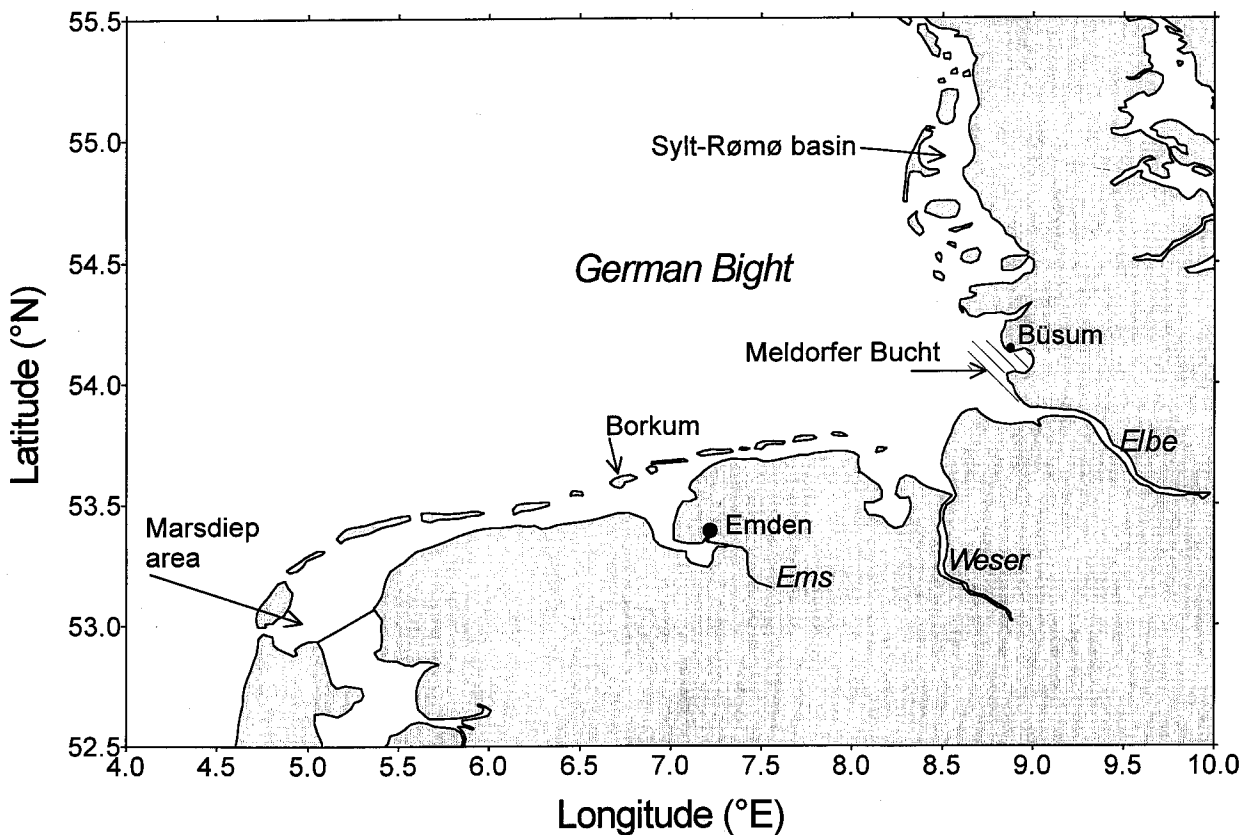 55.5
55.0
54.5
54.0
53.5
53.0
52.5
Latitude (°N)
Sylt-Rømø basin
German Bight
Büsum
Meldorfer Bucht
Borkum
Elbe
Marsdiep
area
Emden
Ems
Weser
4.0 4.5 5.0 5.5 6.0 6.5 7.0 7.5 8.0 8.5 9.0 9.5 10.0
Longitude (°E)